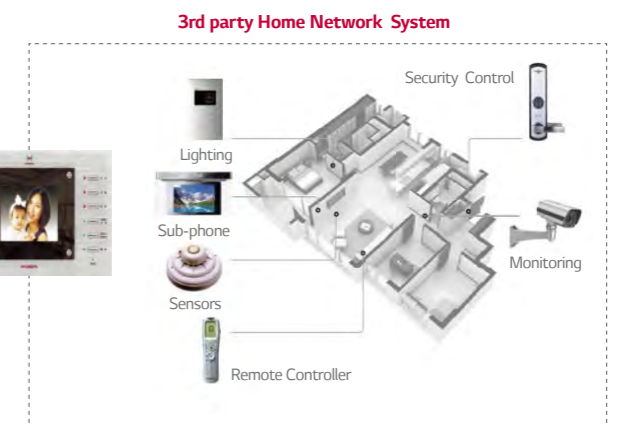 3rd party Home Network System
Security Control
Lighting
Sub-phone
Monitoring
Sensors
Remote Controller